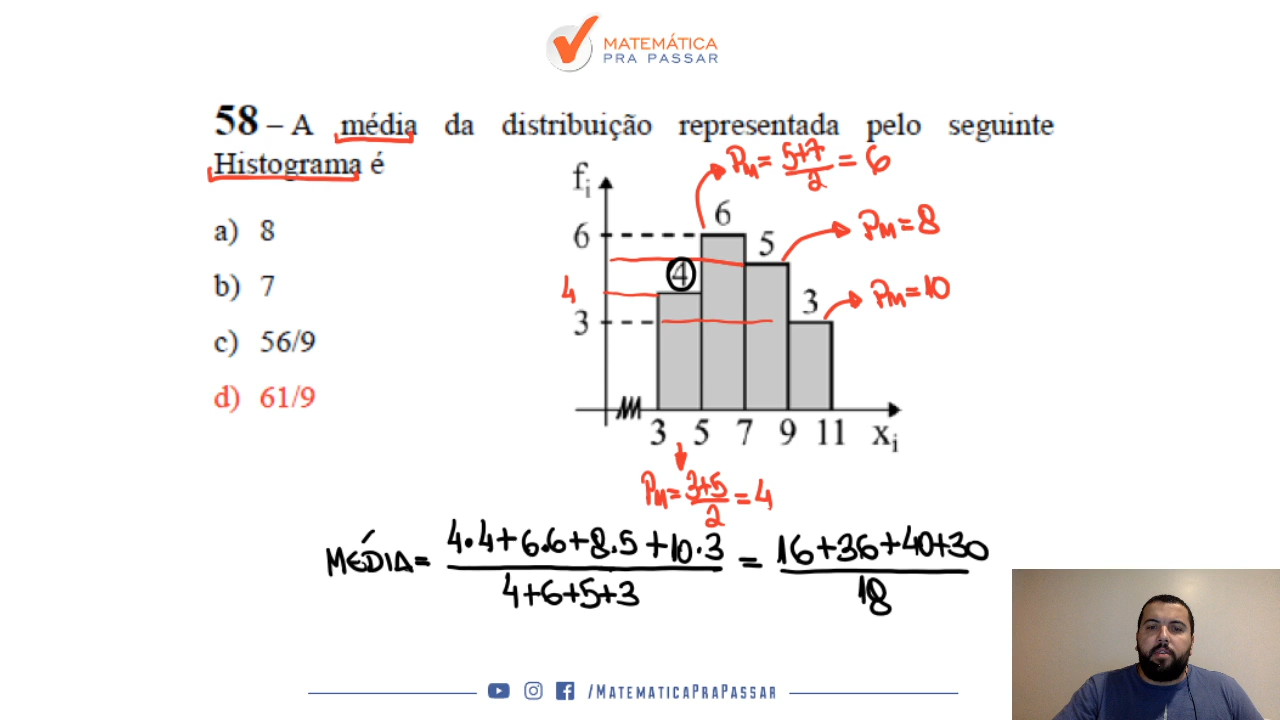 MATEMÁTICA
PRA PASSAR
58 – A média da distribuição representada pelo seguinte
Histograma é
a) 8
b) 7
c) 56/9
d) 61/9
PM = 5+7/2 = 6
fi
6
6
5
PM = 8
4
4
3
PM = 10
3
3 5 7 9 11 xi
PM = 3+5/2 = 4
MÉDIA = 4·4+6·6+8·5+10·3/4+6+5+3 = 16+36+40+30/18
/MATEMATICAPRAPASSAR